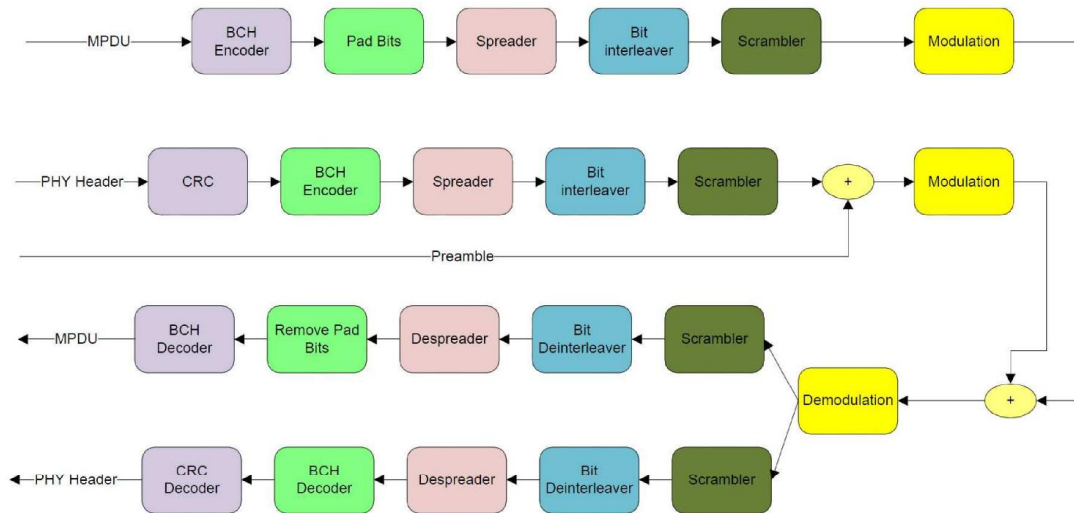 MPDU
BCH
Encoder
Pad Bits
Spreader
Bit
interleaver
Scrambler
Modulation
PHY Header
CRC
BCH
Encoder
Spreader
Bit
interleaver
Scrambler
+
Modulation
Preamble
MPDU
BCH
Decoder
Remove Pad
Bits
Despreader
Bit
Deinterleaver
Scrambler
Demodulation
+
PHY Header
CRC
Decoder
BCH
Decoder
Despreader
Bit
Deinterleaver
Scrambler